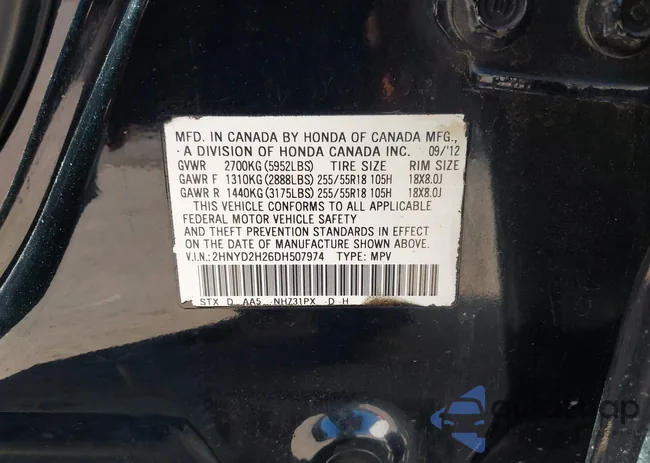 MFD. IN CANADA BY HONDA OF CANADA MFG.,
A DIVISION OF HONDA CANADA INC. 09/'12
GVWR 2700KG (5952LBS) TIRE SIZE RIM SIZE
GAWR F 1310KG (2888LBS) 255/55R18 105H 18X8.0J
GAWR R 1440KG (3175LBS) 255/55R18 105H 18X8.0J
THIS VEHICLE CONFORMS TO ALL APPLICABLE
FEDERAL MOTOR VEHICLE SAFETY
AND THEFT PREVENTION STANDARDS IN EFFECT
ON THE DATE OF MANUFACTURE SHOWN ABOVE.
V.I.N.: 2HNYD2H26DH507974 TYPE: MPV
STX D AA5 NHZ31PX -D-H